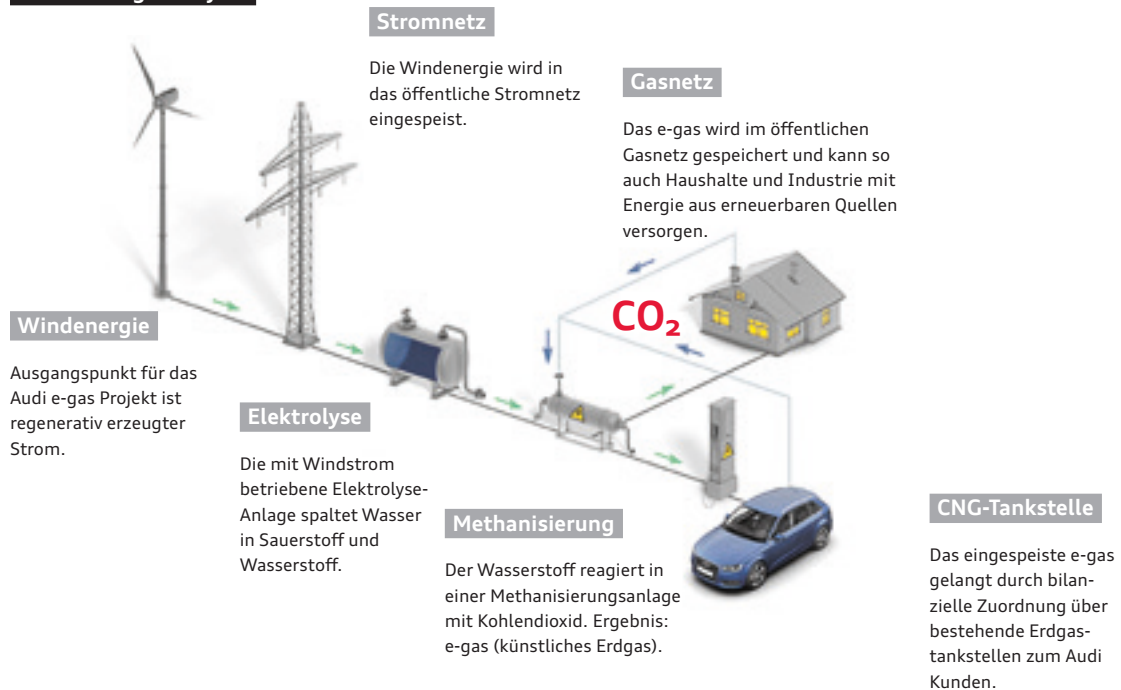 Stromnetz
Die Windenergie wird in
das öffentliche Stromnetz
eingespeist.
Gasnetz
Das e-gas wird im öffentlichen
Gasnetz gespeichert und kann so
auch Haushalte und Industrie mit
Energie aus erneuerbaren Quellen
versorgen.
CO₂
Windenergie
Ausgangspunkt für das
Audi e-gas Projekt ist
regenerativ erzeugter
Strom.
Elektrolyse
Die mit Windstrom
betriebene Elektrolyse-
Anlage spaltet Wasser
in Sauerstoff und
Wasserstoff.
Methanisierung
Der Wasserstoff reagiert in
einer Methanisierungsanlage
mit Kohlendioxid. Ergebnis:
e-gas (künstliches Erdgas).
CNG-Tankstelle
Das eingespeiste e-gas
gelangt durch bilan-
zielle Zuordnung über
bestehende Erdgas-
tankstellen zum Audi
Kunden.